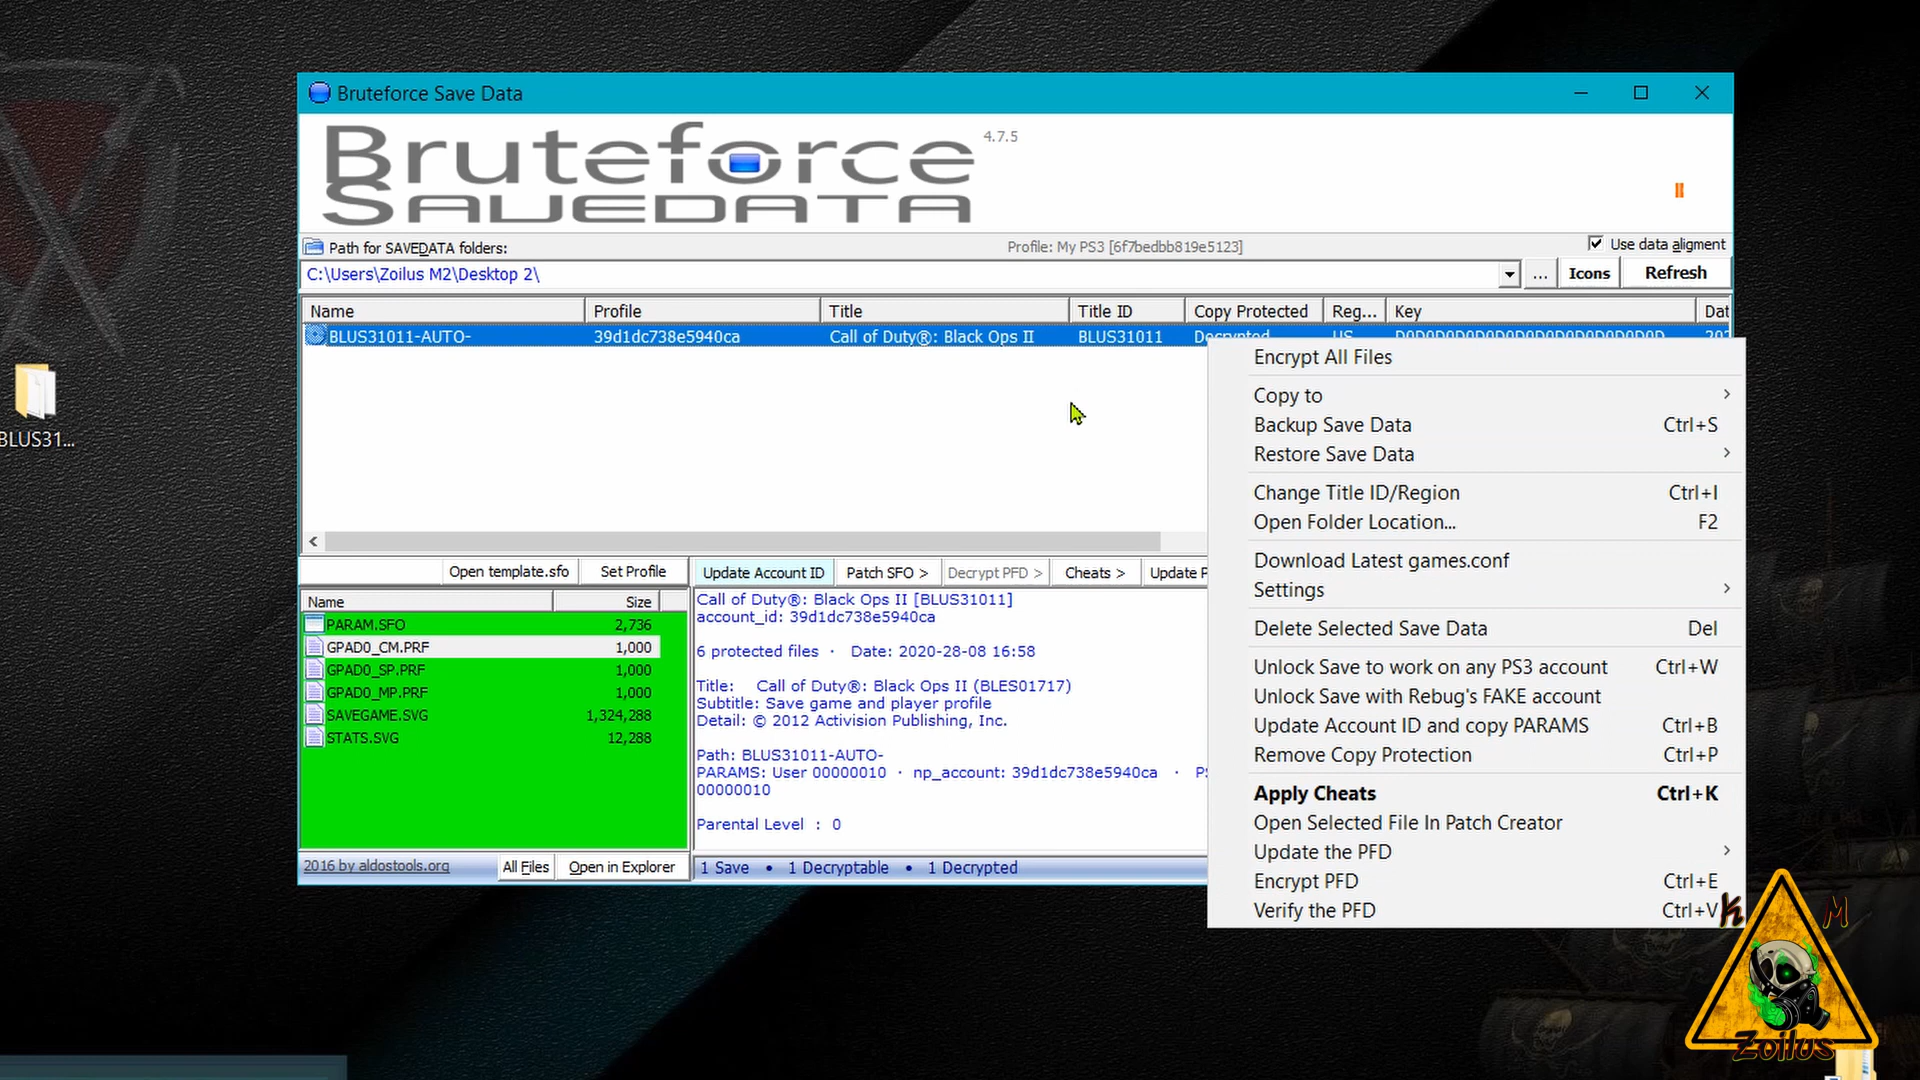 Bruteforce Save Data
Bruteforce
SAVEDATA
4.7.5
Path for SAVEDATA folders:
Profile: My PS3 [6f7bedbb819e5123]
Use data aligment
C:\Users\Zoilus M2\Desktop 2\
...
Icons
Refresh
Name Profile Title Title ID Copy Protected Reg... Key Dat
BLUS31011-AUTO- 39d1dc738e5940ca Call of Duty®: Black Ops II BLUS31011 Decrypted US
Encrypt All Files
Copy to
Backup Save Data Ctrl+S
Restore Save Data
Change Title ID/Region Ctrl+I
Open Folder Location... F2
Download Latest games.conf
Settings
Delete Selected Save Data Del
Unlock Save to work on any PS3 account Ctrl+W
Unlock Save with Rebug's FAKE account
Update Account ID and copy PARAMS Ctrl+B
Remove Copy Protection Ctrl+P
Apply Cheats Ctrl+K
Open Selected File In Patch Creator
Update the PFD
Encrypt PFD Ctrl+E
Verify the PFD Ctrl+V
BLUS31...
Open template.sfo Set Profile
Update Account ID Patch SFO > Decrypt PFD > Cheats > Update P
Name Size
PARAM.SFO 2,736
GPAD0_CM.PRF 1,000
GPAD0_SP.PRF 1,000
GPAD0_MP.PRF 1,000
SAVEGAME.SVG 1,324,288
STATS.SVG 12,288
Call of Duty®: Black Ops II [BLUS31011]
account_id: 39d1dc738e5940ca
6 protected files · Date: 2020-28-08 16:58
Title: Call of Duty®: Black Ops II (BLES01717)
Subtitle: Save game and player profile
Detail: © 2012 Activision Publishing, Inc.
Path: BLUS31011-AUTO-
PARAMS: User 00000010 · np_account: 39d1dc738e5940ca ·
00000010
Parental Level : 0
2016 by aldostools.org
All Files
Open in Explorer
1 Save • 1 Decryptable • 1 Decrypted
K M
Zoilus